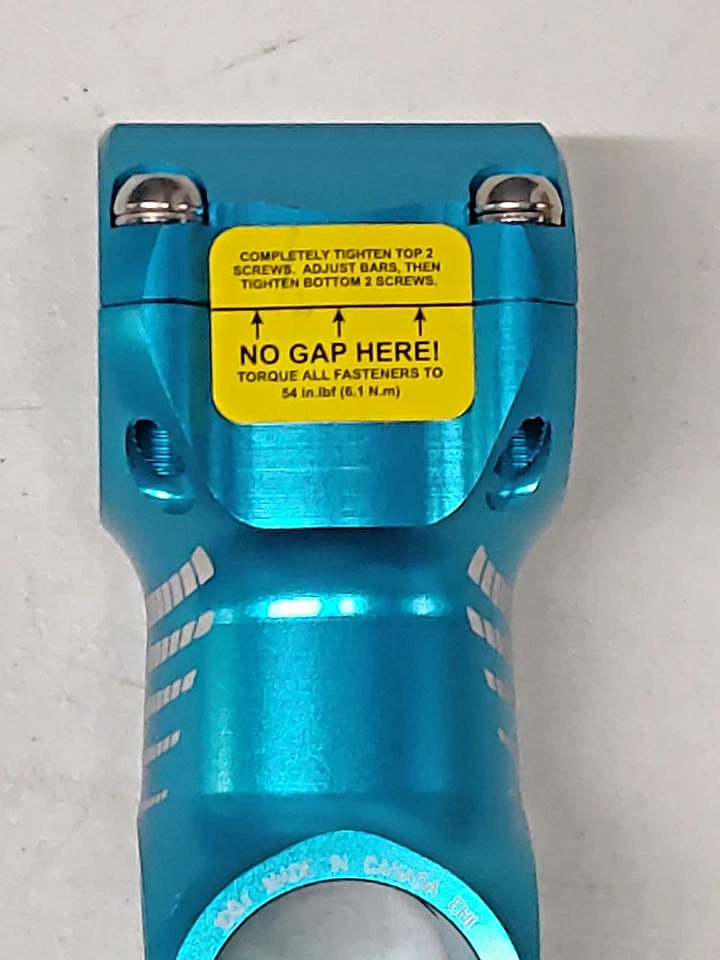 COMPLETELY TIGHTEN TOP 2
SCREWS. ADJUST BARS, THEN
TIGHTEN BOTTOM 2 SCREWS.
NO GAP HERE!
TORQUE ALL FASTENERS TO
54 in.lbf (6.1 N.m)
MADE IN CANADA EH!